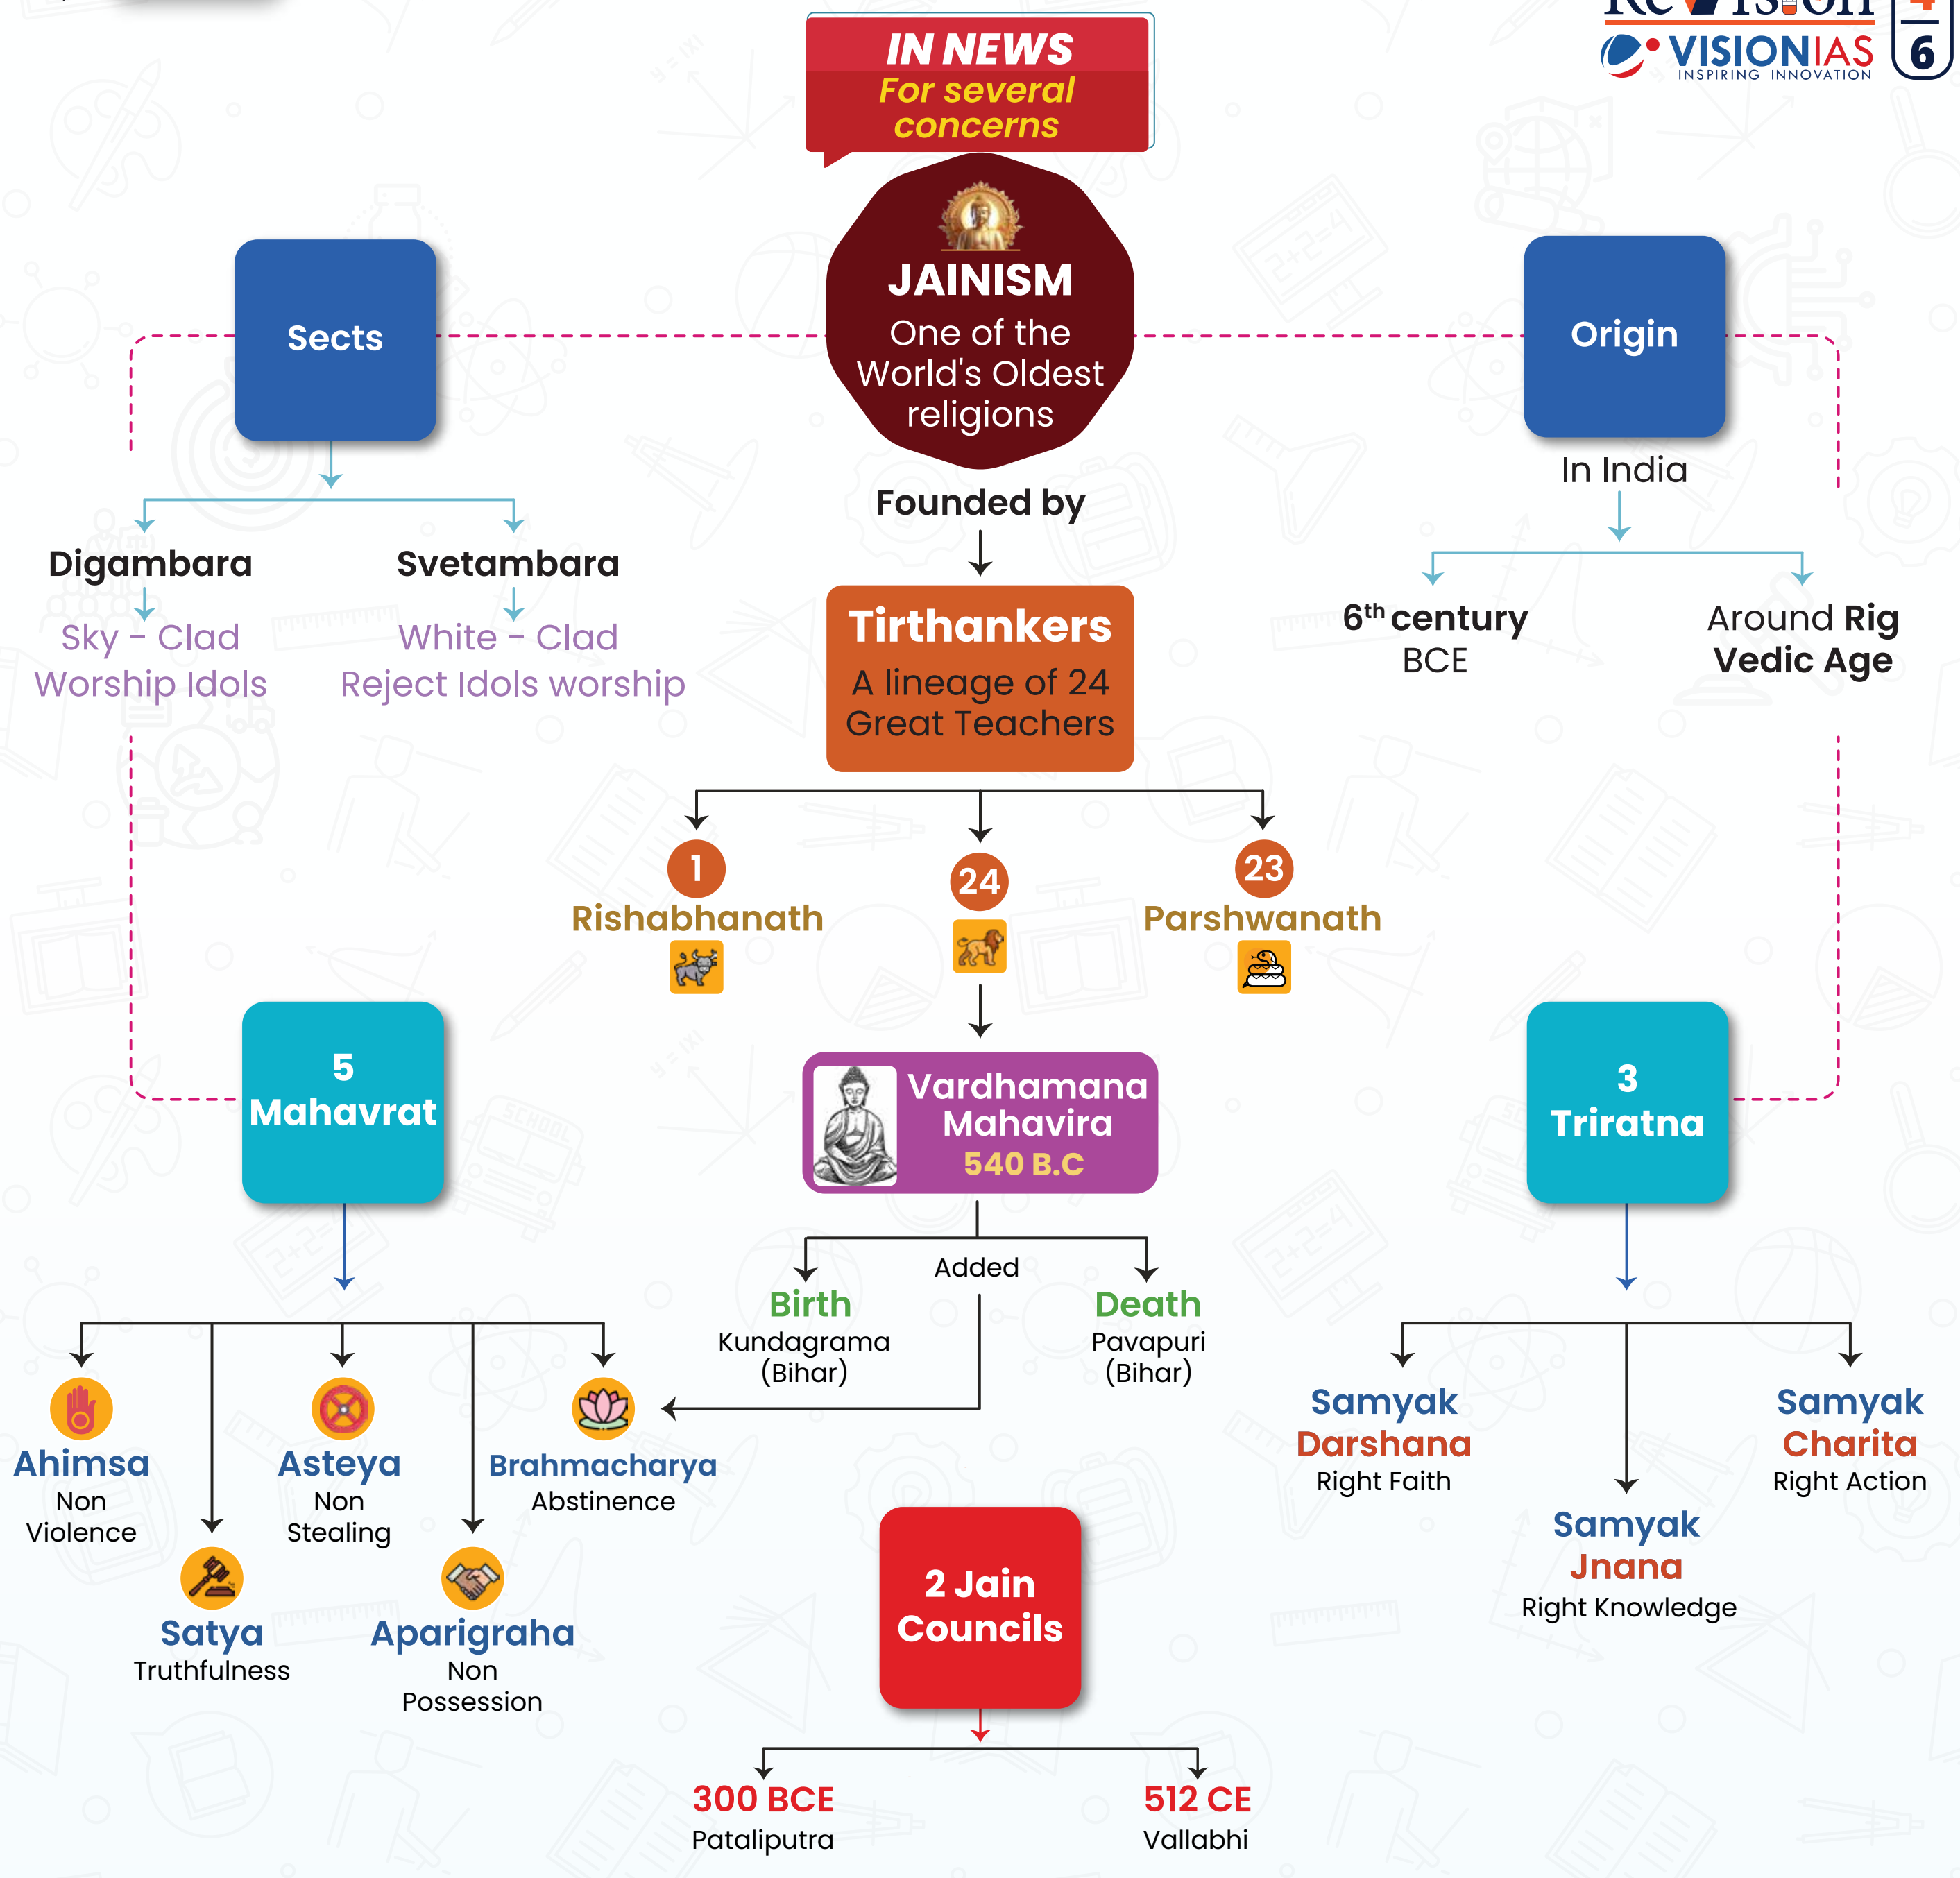 ReVision
4
6
VISIONIAS
INSPIRING INNOVATION
IN NEWS
For several
concerns
JAINISM
One of the
World's Oldest
religions
Sects
Digambara
Sky - Clad
Worship Idols
Svetambara
White - Clad
Reject Idols worship
Origin
In India
6th century
BCE
Around Rig
Vedic Age
Founded by
Tirthankers
A lineage of 24
Great Teachers
1
Rishabhanath
24
23
Parshwanath
Vardhamana
Mahavira
540 B.C
Added
Birth
Kundagrama
(Bihar)
Death
Pavapuri
(Bihar)
5
Mahavrat
Ahimsa
Non
Violence
Satya
Truthfulness
Asteya
Non
Stealing
Aparigraha
Non
Possession
Brahmacharya
Abstinence
3
Triratna
Samyak
Darshana
Right Faith
Samyak
Jnana
Right Knowledge
Samyak
Charita
Right Action
2 Jain
Councils
300 BCE
Pataliputra
512 CE
Vallabhi